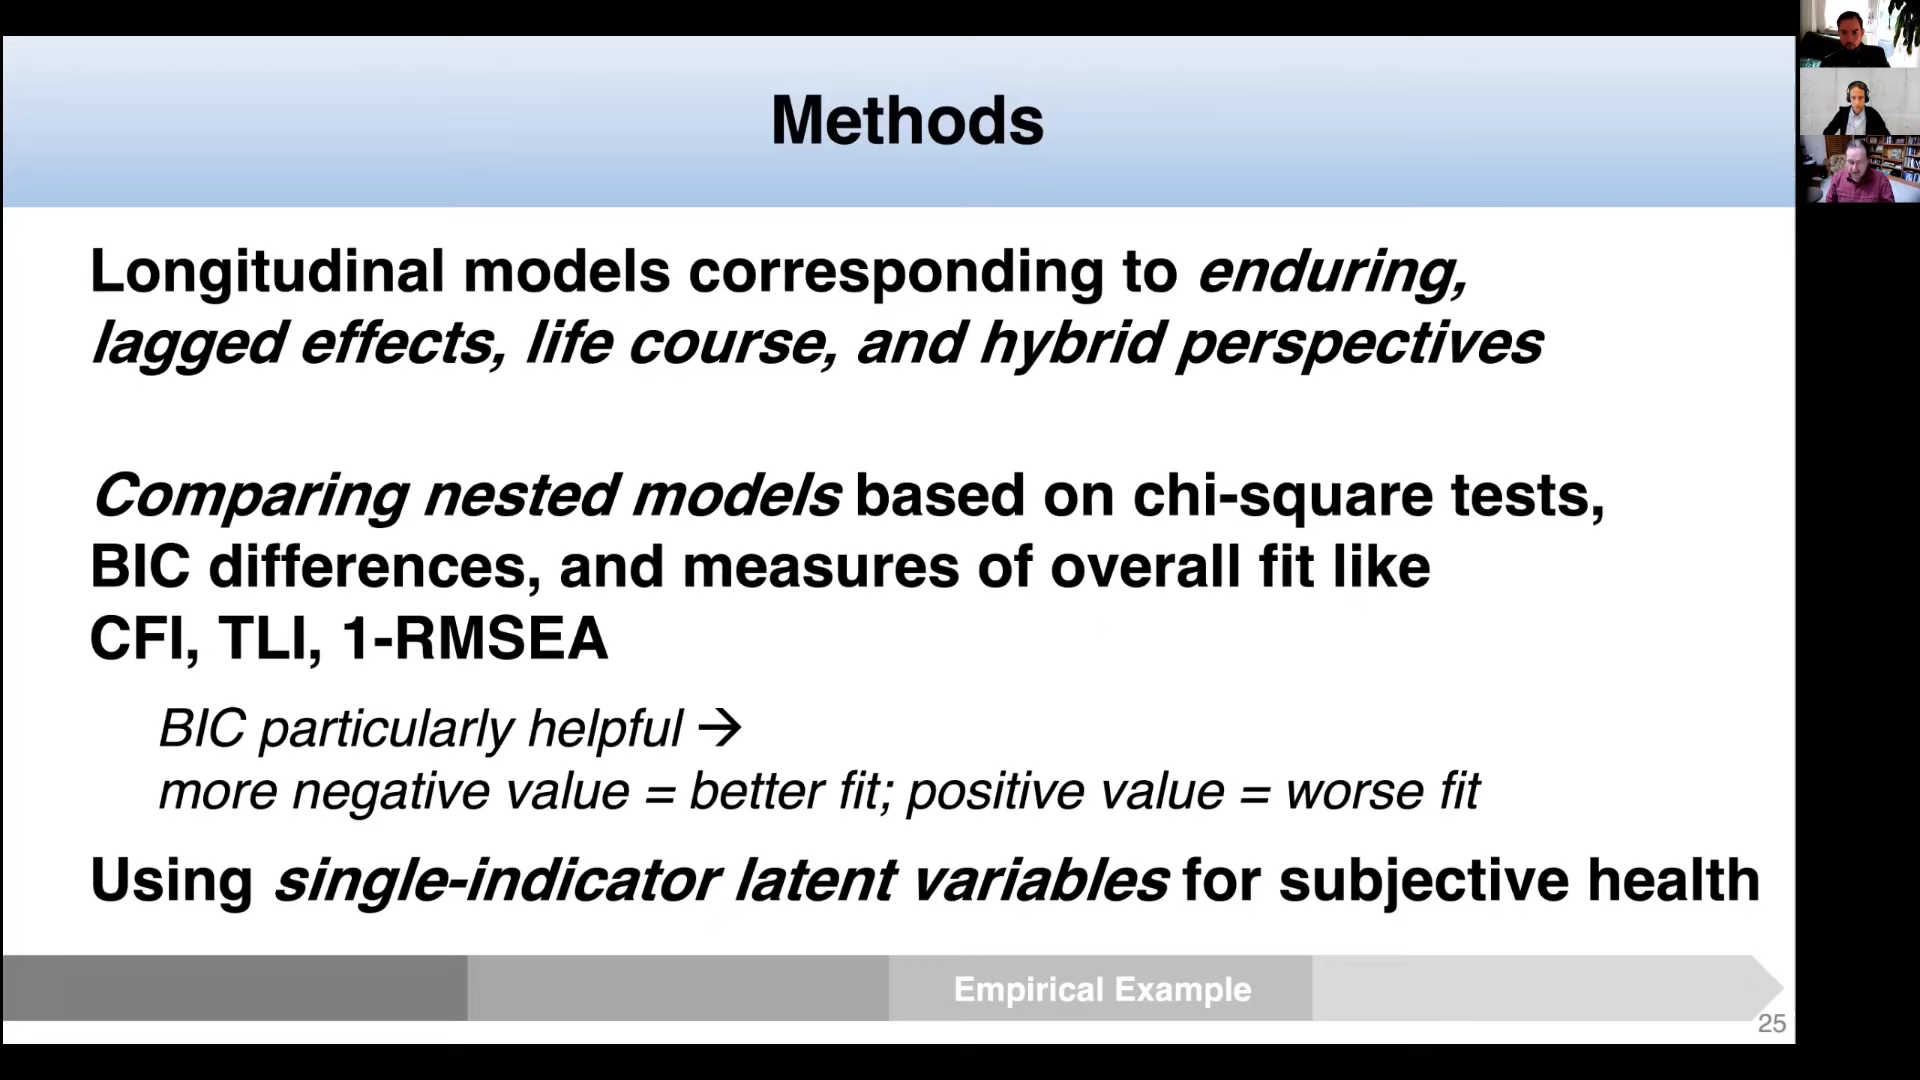 Methods
Longitudinal models corresponding to enduring,
lagged effects, life course, and hybrid perspectives
Comparing nested models based on chi-square tests,
BIC differences, and measures of overall fit like
CFI, TLI, 1-RMSEA
BIC particularly helpful →
more negative value = better fit; positive value = worse fit
Using single-indicator latent variables for subjective health
Empirical Example
25